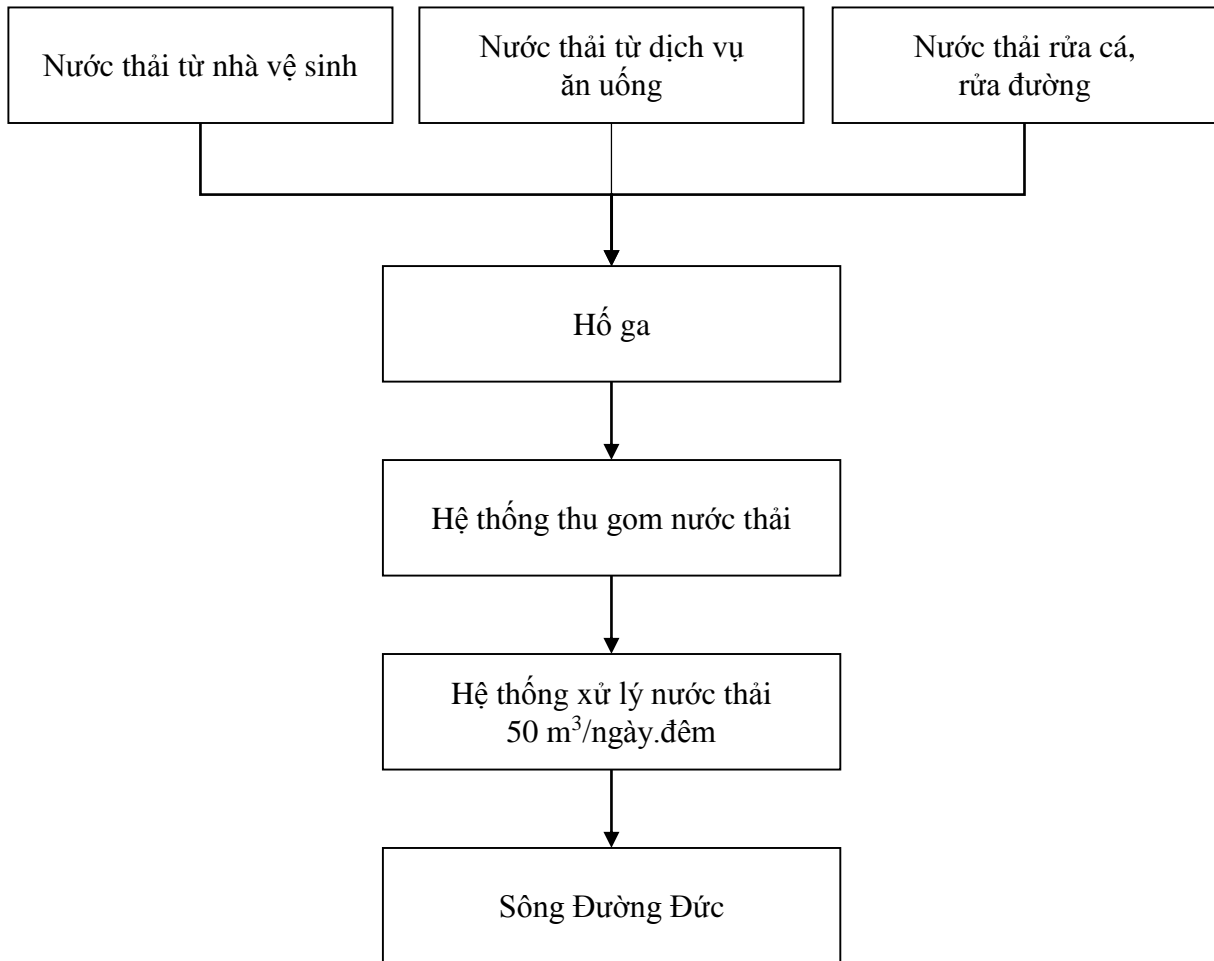 Nước thải từ nhà vệ sinh
Nước thải từ dịch vụ
ăn uống
Nước thải rửa cá,
rửa đường
Hố ga
Hệ thống thu gom nước thải
Hệ thống xử lý nước thải
50 m³/ngày.đêm
Sông Đường Đức